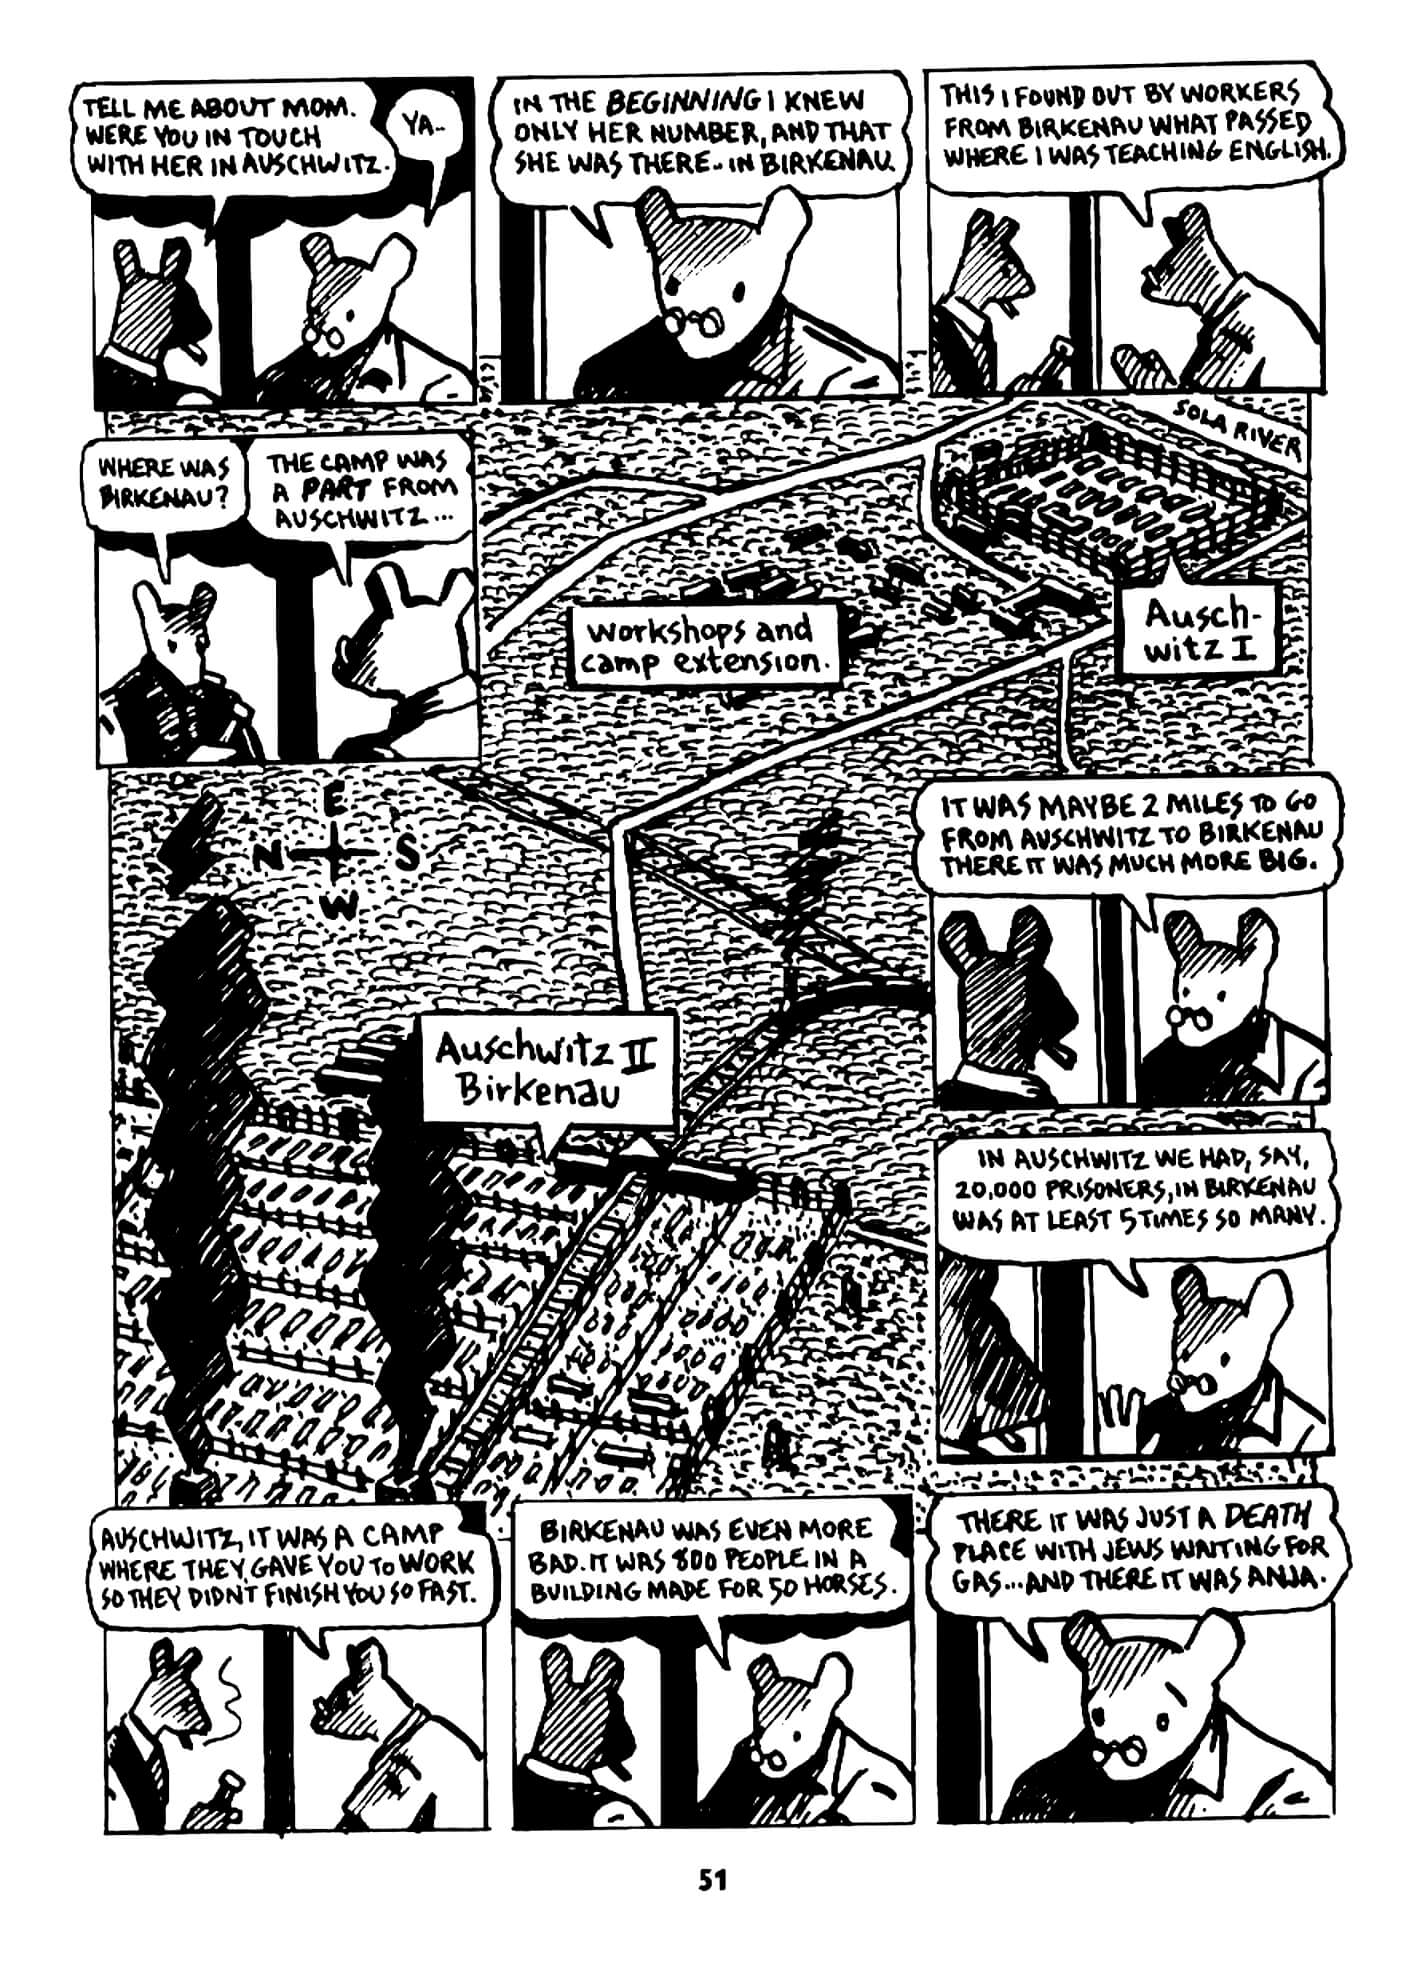 TELL ME ABOUT MOM.
WERE YOU IN TOUCH
WITH HER IN AUSCHWITZ.
YA..
IN THE BEGINNING I KNEW
ONLY HER NUMBER, AND THAT
SHE WAS THERE.. IN BIRKENAU.
THIS I FOUND OUT BY WORKERS
FROM BIRKENAU WHAT PASSED
WHERE I WAS TEACHING ENGLISH.
WHERE WAS
BIRKENAU?
THE CAMP WAS
A PART FROM
AUSCHWITZ...
SOLA RIVER
workshops and
camp extension.
Ausch-
witz I
E
N
S
W
IT WAS MAYBE 2 MILES TO GO
FROM AUSCHWITZ TO BIRKENAU
THERE IT WAS MUCH MORE BIG.
Auschwitz II
Birkenau
IN AUSCHWITZ WE HAD, SAY,
20,000 PRISONERS, IN BIRKENAU
WAS AT LEAST 5 TIMES SO MANY.
AUSCHWITZ, IT WAS A CAMP
WHERE THEY GAVE YOU TO WORK
SO THEY DIDN'T FINISH YOU SO FAST.
BIRKENAU WAS EVEN MORE
BAD. IT WAS 800 PEOPLE IN A
BUILDING MADE FOR 50 HORSES.
THERE IT WAS JUST A DEATH
PLACE WITH JEWS WAITING FOR
GAS...AND THERE IT WAS ANJA.
51